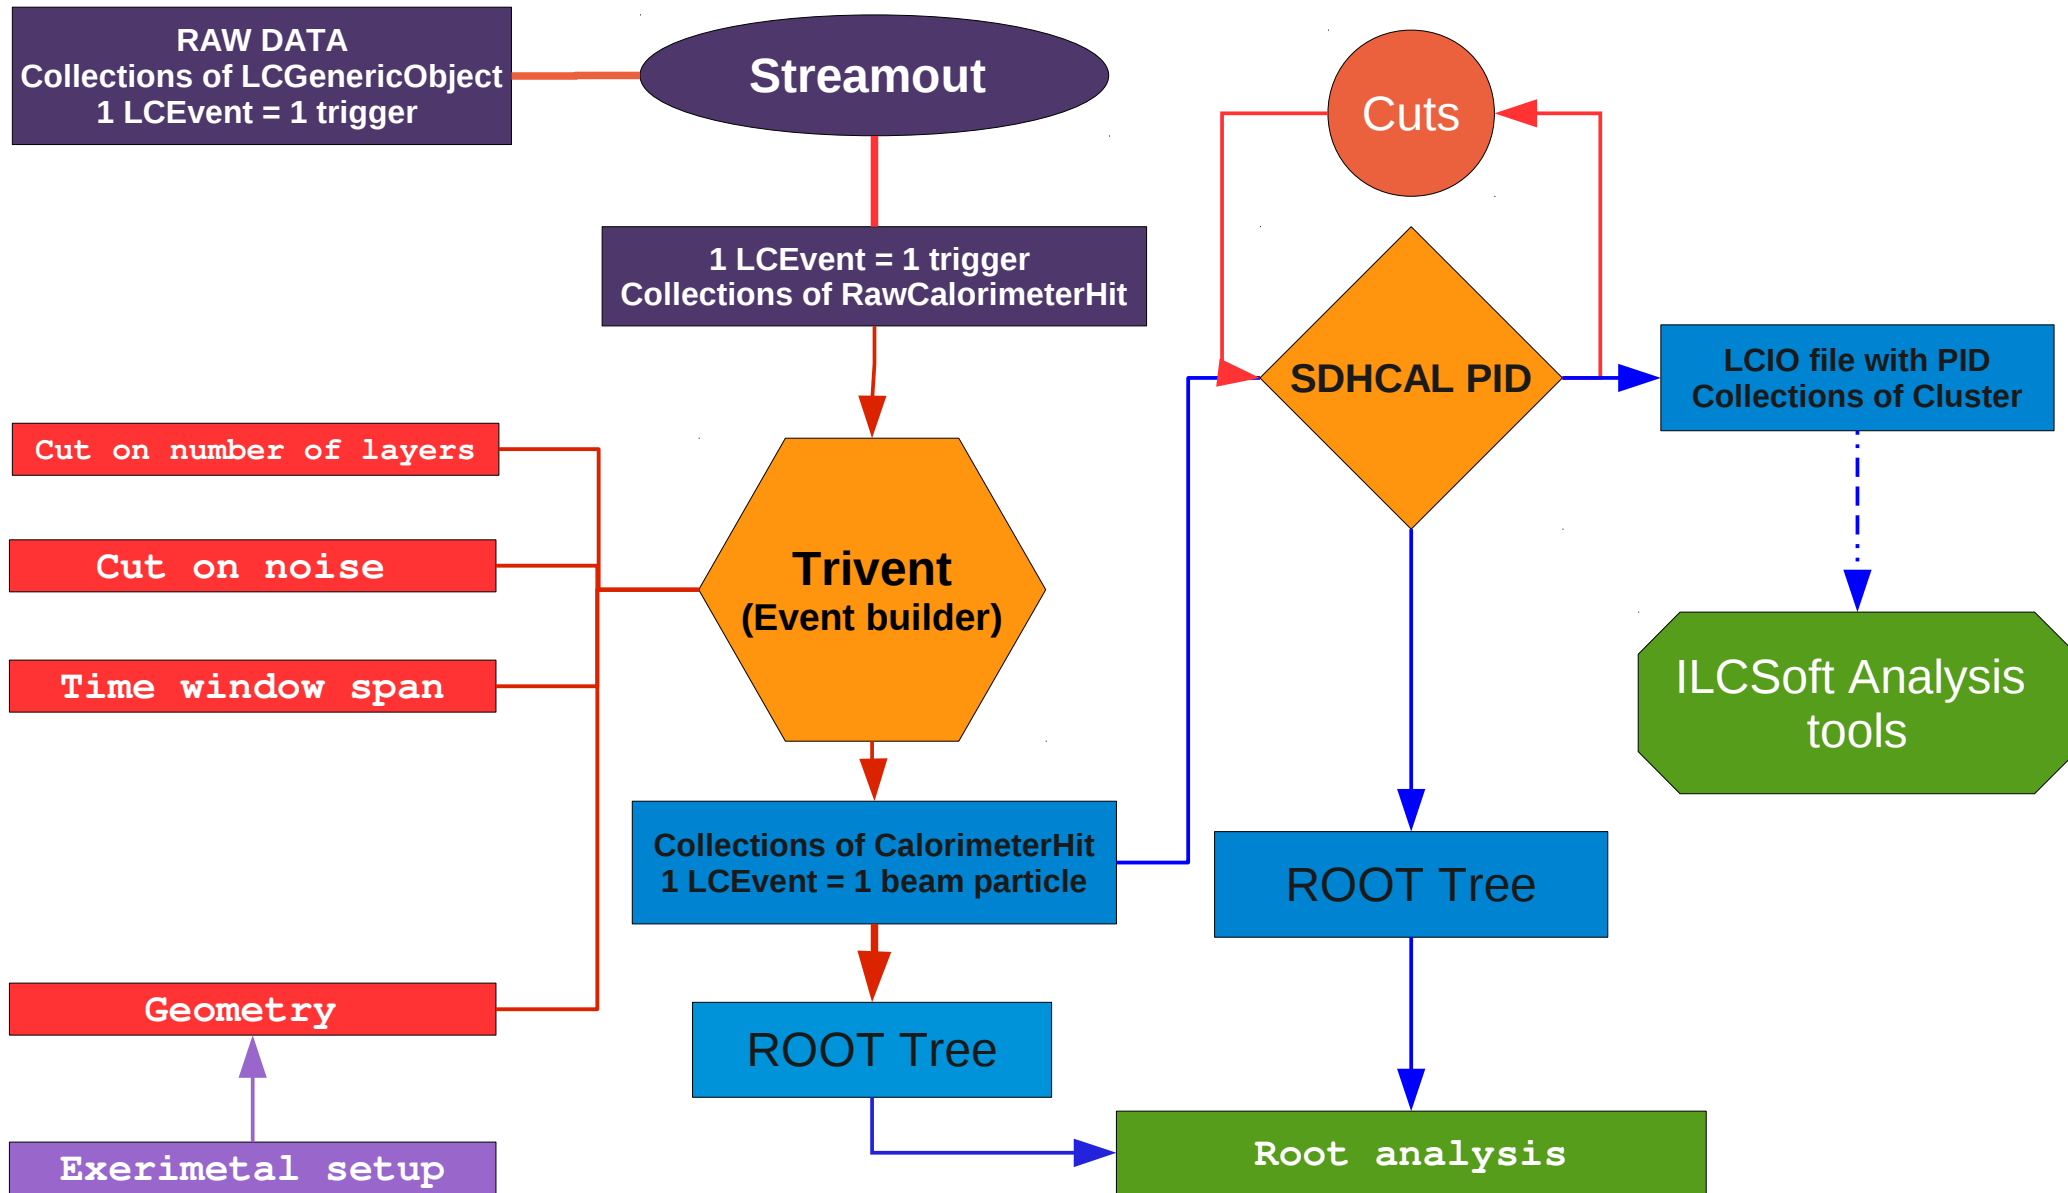 RAW DATA
Collections of LCGenericObject
1 LCEvent = 1 trigger
Streamout
Cuts
1 LCEvent = 1 trigger
Collections of RawCalorimeterHit
SDHCAL PID
LCIO file with PID
Collections of Cluster
Cut on number of layers
Cut on noise
Time window span
Trivent
(Event builder)
ILCSoft Analysis
tools
Collections of CalorimeterHit
1 LCEvent = 1 beam particle
ROOT Tree
Geometry
ROOT Tree
Exerimetal setup
Root analysis